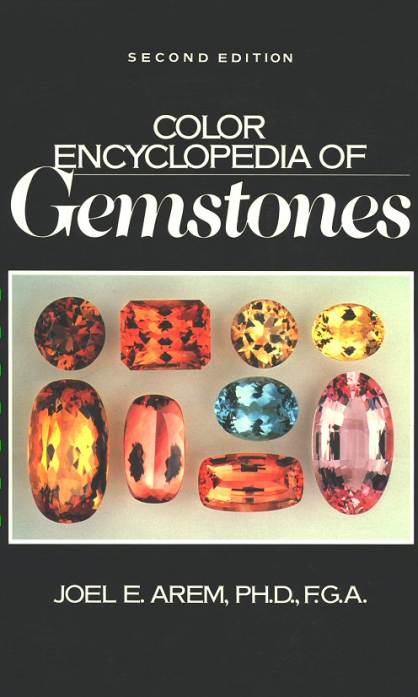 SECOND EDITION
COLOR
ENCYCLOPEDIA OF
Gemstones
JOEL E. AREM, PH.D., F.G.A.